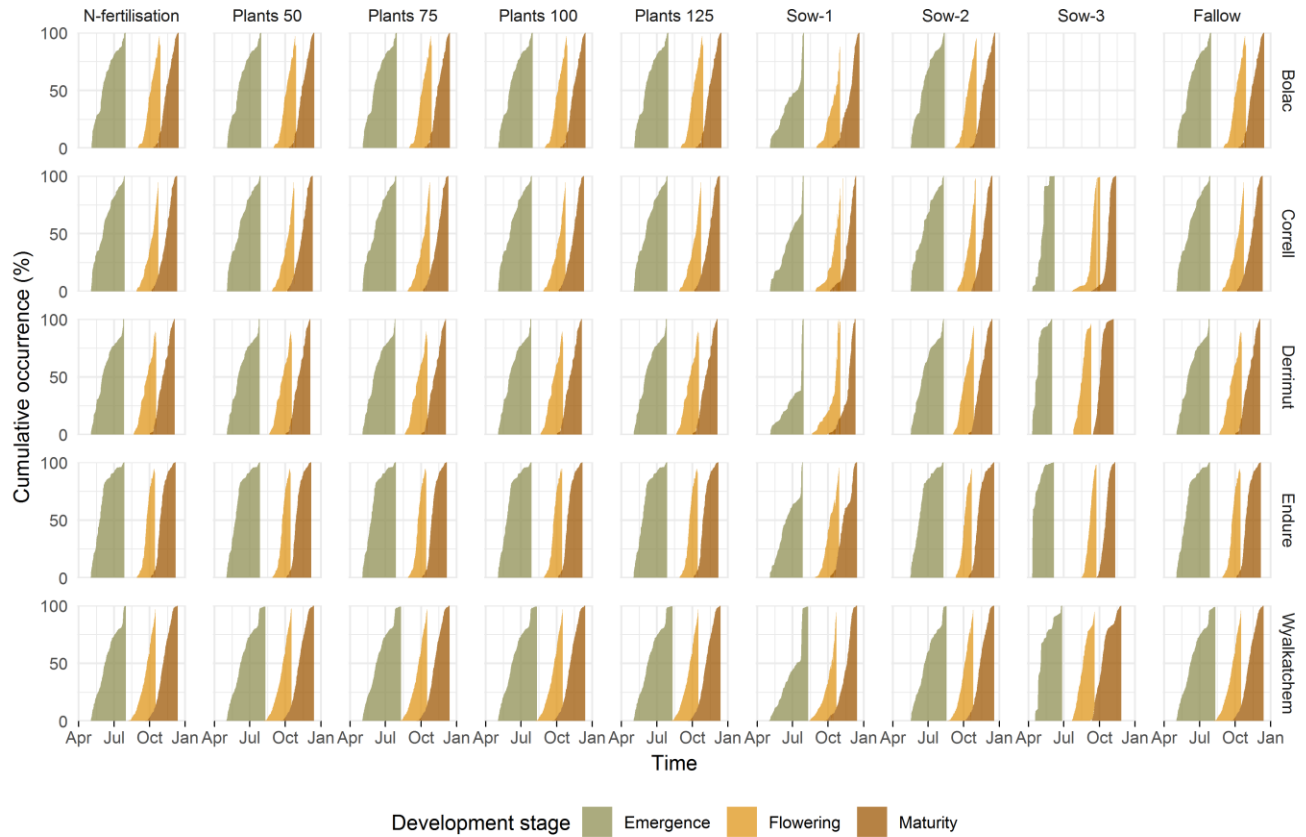 N-fertilisation Plants 50 Plants 75 Plants 100 Plants 125 Sow-1 Sow-2 Sow-3 Fallow
100
50
0
Bolac
100
50
0
Correll
100
50
0
Derrimut
100
50
0
Endure
100
50
0
Wyalkatchem
Cumulative occurrence (%)
Apr Jul Oct Jan Apr Jul Oct Jan Apr Jul Oct Jan Apr Jul Oct Jan Apr Jul Oct Jan Apr Jul Oct Jan Apr Jul Oct Jan Apr Jul Oct Jan Apr Jul Oct Jan
Time
Development stage Emergence Flowering Maturity